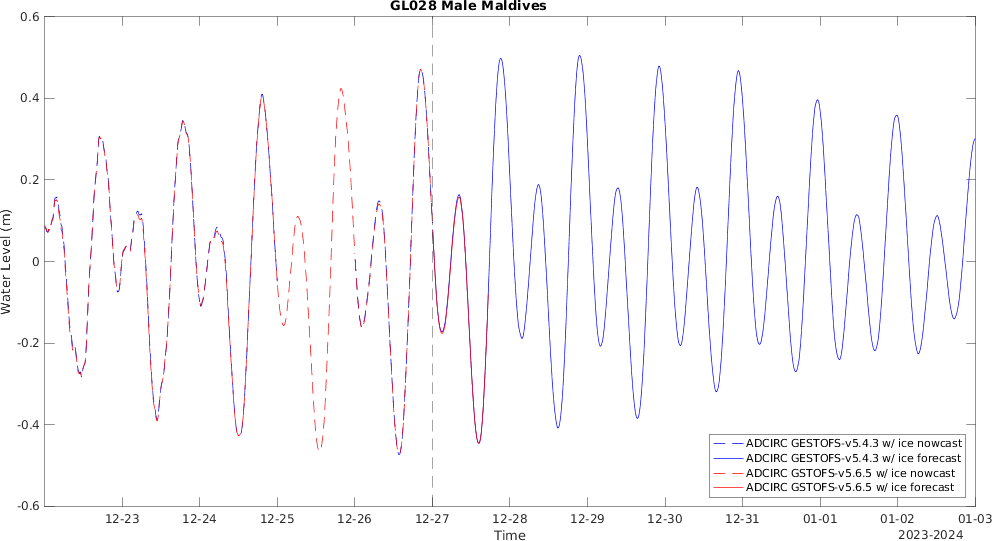 GL028 Male Maldives
0.6
0.4
0.2
0
-0.2
-0.4
-0.6
Water Level (m)
12-23
12-24
12-25
12-26
12-27
12-28
12-29
12-30
12-31
01-01
01-02
01-03
Time
2023-2024
ADCIRC GESTOFS-v5.4.3 w/ ice nowcast
ADCIRC GESTOFS-v5.4.3 w/ ice forecast
ADCIRC GSTOFS-v5.6.5 w/ ice nowcast
ADCIRC GSTOFS-v5.6.5 w/ ice forecast